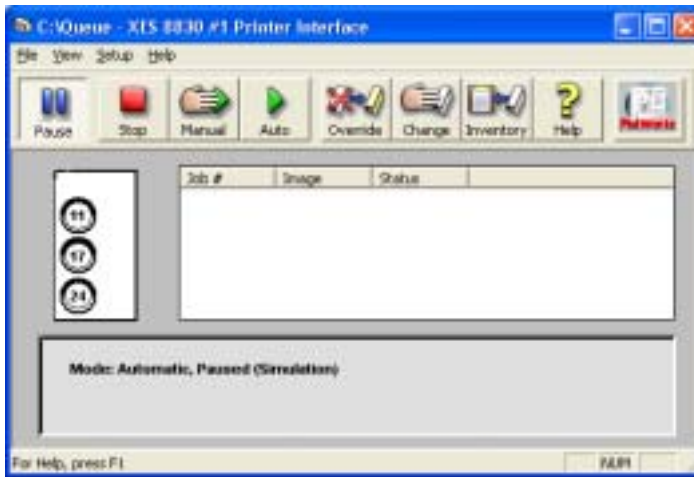 C:\Queue - XLS 8830 #1 Printer Interface
File View Setup Help
Pause Stop Manual Auto Override Change Inventory Help
Job # Image Status
11
17
24
Mode: Automatic, Paused (Simulation)
For Help, press F1 NUM